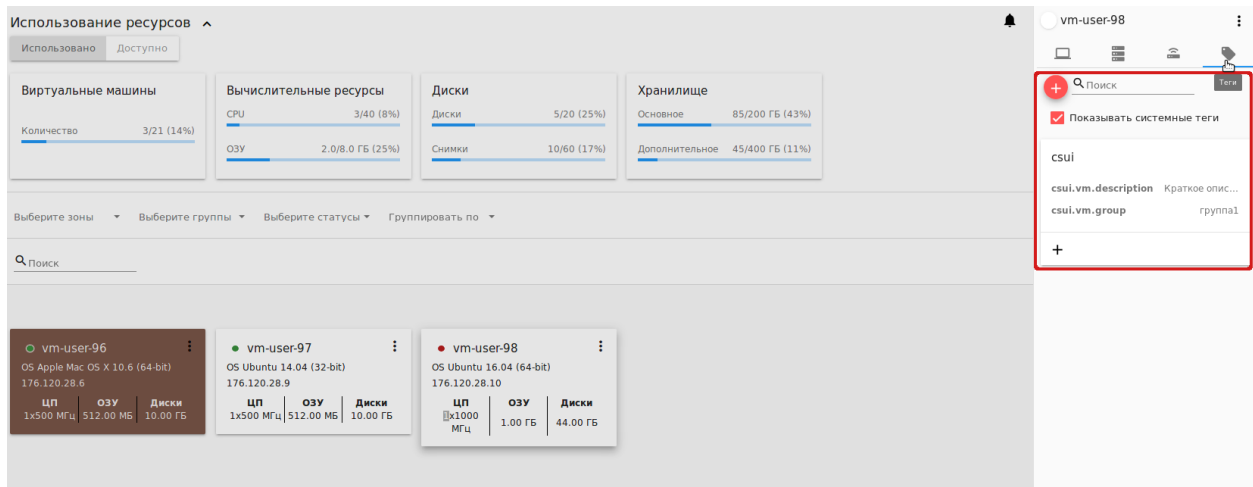 Использование ресурсов
Использовано Доступно
Виртуальные машины
Количество 3/21 (14%)
Вычислительные ресурсы
CPU 3/40 (8%)
ОЗУ 2.0/8.0 ГБ (25%)
Диски
Диски 5/20 (25%)
Снимки 10/60 (17%)
Хранилище
Основное 85/200 ГБ (43%)
Дополнительное 45/400 ГБ (11%)
Выберите зоны Выберите группы Выберите статусы Группировать по
Поиск
vm-user-96
OS Apple Mac OS X 10.6 (64-bit)
176.120.28.6
ЦП ОЗУ Диски
1x500 МГц 512.00 МБ 10.00 ГБ
vm-user-97
OS Ubuntu 14.04 (32-bit)
176.120.28.9
ЦП ОЗУ Диски
1x500 МГц 512.00 МБ 10.00 ГБ
vm-user-98
OS Ubuntu 16.04 (64-bit)
176.120.28.10
ЦП ОЗУ Диски
1x1000 МГц 1.00 ГБ 44.00 ГБ
vm-user-98
Теги
Поиск
Показывать системные теги
csui
csui.vm.description Краткое опис...
csui.vm.group группа1